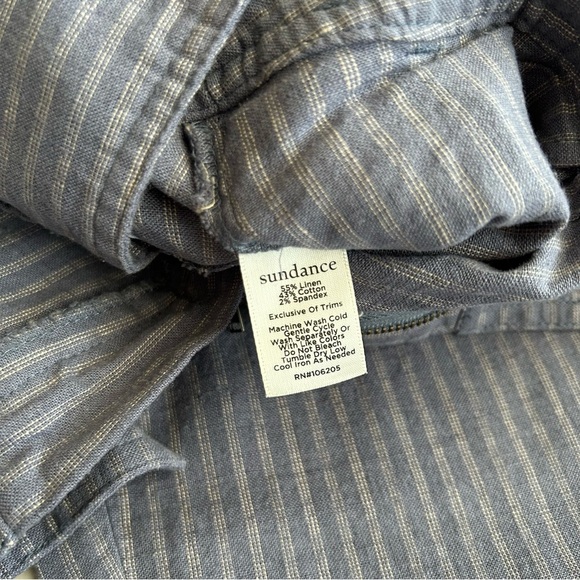 sundance
55% Linen
43% Cotton
2% Spandex
Exclusive Of Trims
Machine Wash Cold
Gentle Cycle
Wash Separately Or
With Like Colors
Do Not Bleach
Tumble Dry Low
Cool Iron As Needed
RN#106205